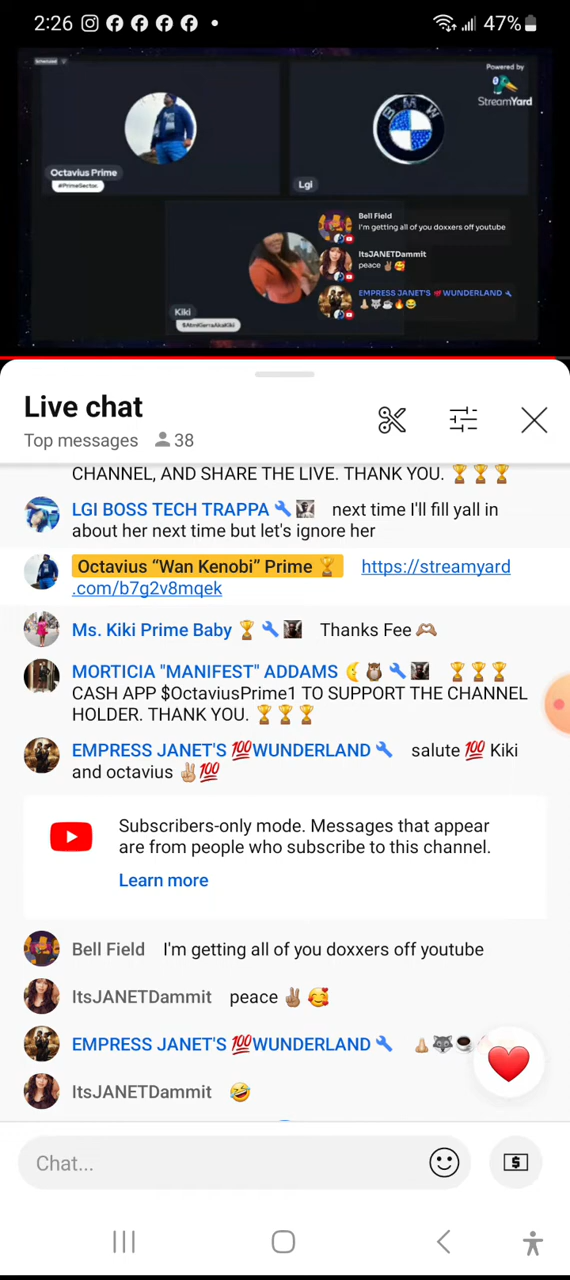 2:26
47%
Powered by
StreamYard
BMW
Octavius Prime
#PrimeSector
Lgi
Bell Field
I'm getting all of you doxxers off youtube
ItsJANETDammit
peace ✌🏼🥰
EMPRESS JANET'S 💯WUNDERLAND 🔧
Kiki
Live chat
Top messages 38
CHANNEL, AND SHARE THE LIVE. THANK YOU. 🏆🏆🏆
LGI BOSS TECH TRAPPA 🔧 next time I'll fill yall in
about her next time but let's ignore her
Octavius “Wan Kenobi” Prime 🏆 https://streamyard
.com/b7g2v8mqek
Ms. Kiki Prime Baby 🏆🔧 Thanks Fee 🫶🏼
MORTICIA "MANIFEST" ADDAMS 🌙🦉🔧 🏆🏆🏆
CASH APP $OctaviusPrime1 TO SUPPORT THE CHANNEL
HOLDER. THANK YOU. 🏆🏆🏆
EMPRESS JANET'S 💯WUNDERLAND 🔧 salute 💯 Kiki
and octavius ✌🏼💯
Subscribers-only mode. Messages that appear
are from people who subscribe to this channel.
Learn more
Bell Field I'm getting all of you doxxers off youtube
ItsJANETDammit peace ✌🏼🥰
EMPRESS JANET'S 💯WUNDERLAND 🔧 👃🏼🐺☕
ItsJANETDammit 🤣
Chat...